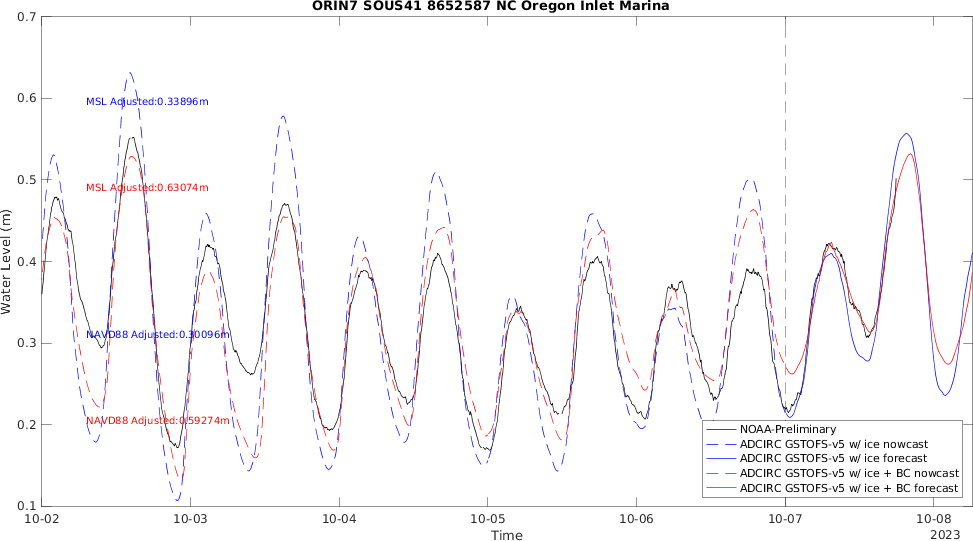 ORIN7 SOUS41 8652587 NC Oregon Inlet Marina
0.7
0.6
0.5
0.4
0.3
0.2
0.1
Water Level (m)
MSL Adjusted:0.33896m
MSL Adjusted:0.63074m
NAVD88 Adjusted:0.30096m
NAVD88 Adjusted:0.59274m
NOAA-Preliminary
ADCIRC GSTOFS-v5 w/ ice nowcast
ADCIRC GSTOFS-v5 w/ ice forecast
ADCIRC GSTOFS-v5 w/ ice + BC nowcast
ADCIRC GSTOFS-v5 w/ ice + BC forecast
10-02 10-03 10-04 10-05 10-06 10-07 10-08
Time
2023